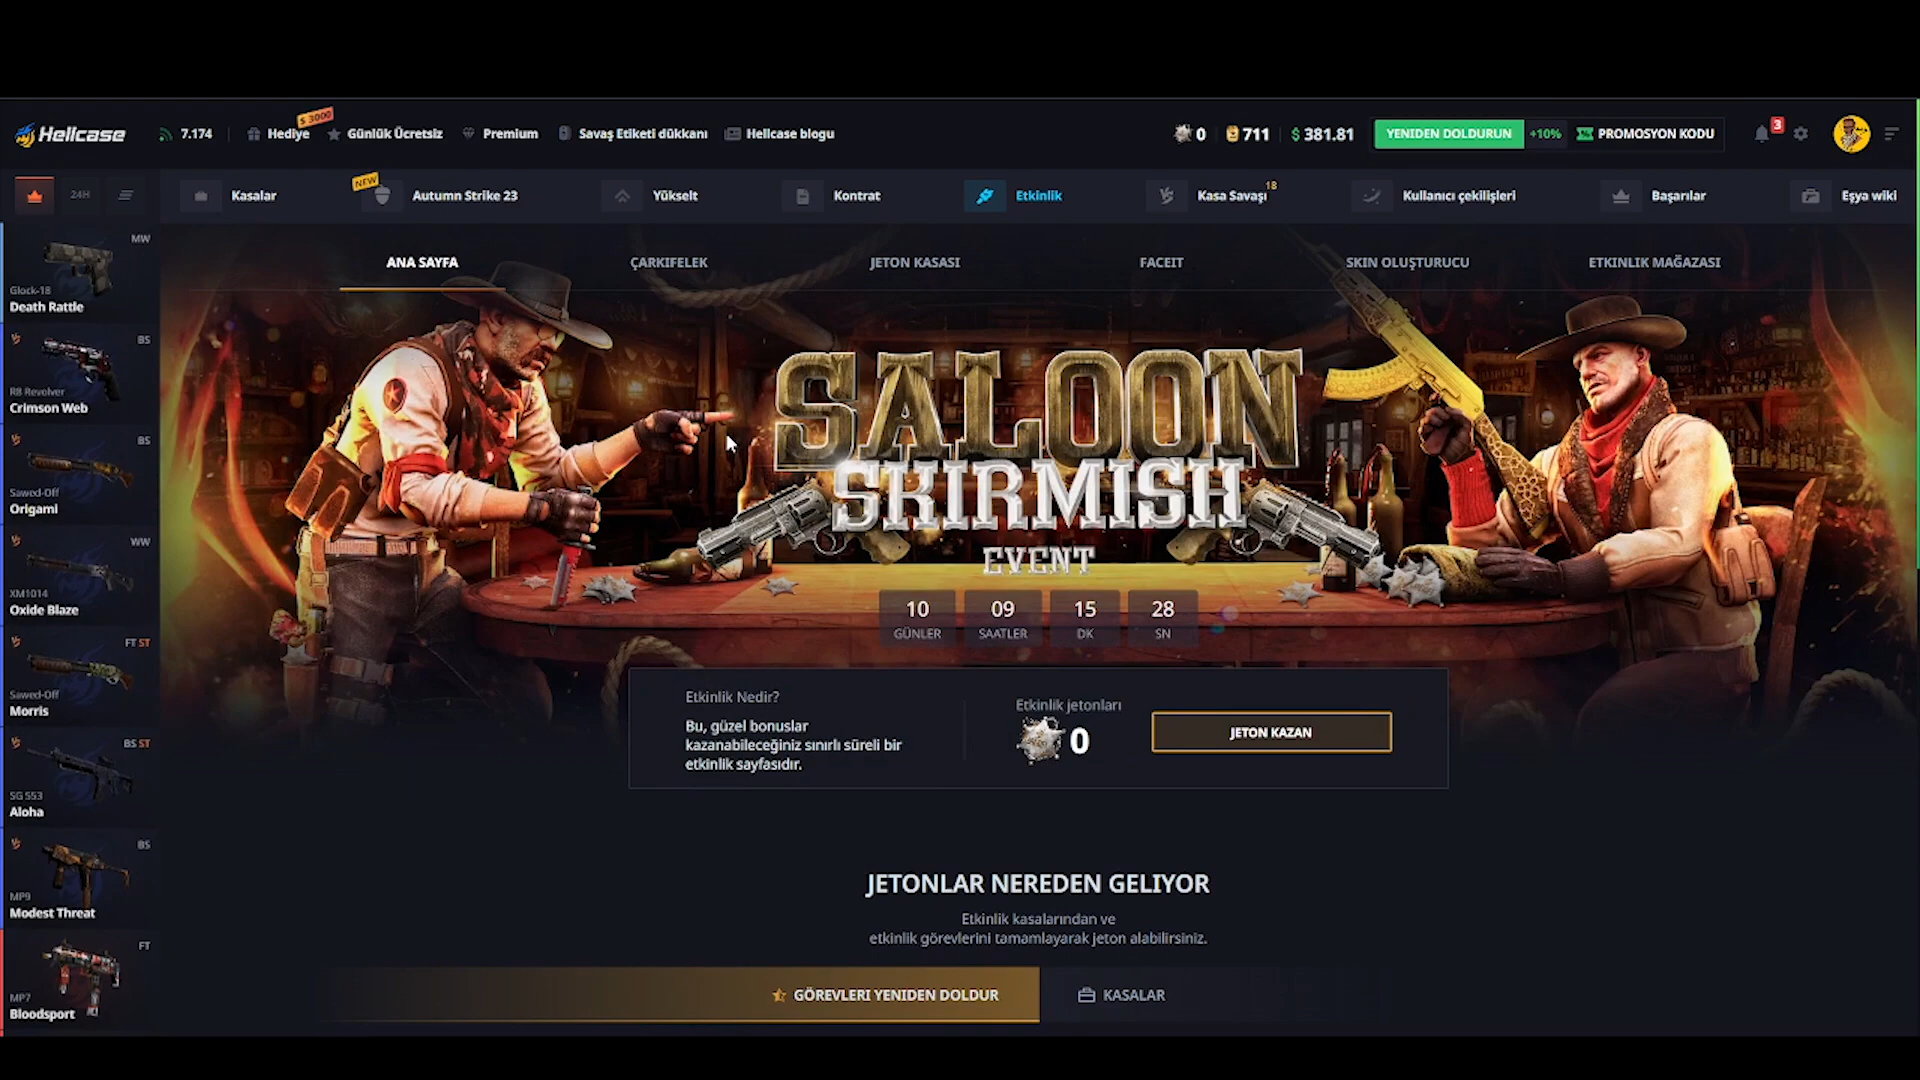 Hellcase
7.174
Hediye
$ 3000
Günlük Ücretsiz
Premium
Savaş Etiketi dükkanı
Hellcase blogu
0
711
$ 381.81
YENİDEN DOLDURUN
+10%
PROMOSYON KODU
3
24H
Kasalar
NEW
Autumn Strike 23
Yükselt
Kontrat
Etkinlik
Kasa Savaşı
18
Kullanıcı çekilişleri
Başarılar
Eşya wiki
ANA SAYFA
ÇARKIFELEK
JETON KASASI
FACEIT
SKIN OLUŞTURUCU
ETKINLIK MAĞAZASI
MW
Glock-18
Death Rattle
BS
R8 Revolver
Crimson Web
BS
Sawed-Off
Origami
WW
XM1014
Oxide Blaze
FT ST
Sawed-Off
Morris
BS ST
SG 553
Aloha
BS
MP9
Modest Threat
FT
MP7
Bloodsport
SALOON
SKIRMISH
EVENT
10
GÜNLER
09
SAATLER
15
DK
28
SN
Etkinlik Nedir?
Bu, güzel bonuslar
kazanabileceğiniz sınırlı süreli bir
etkinlik sayfasıdır.
Etkinlik jetonları
0
JETON KAZAN
JETONLAR NEREDEN GELIYOR
Etkinlik kasalarından ve
etkinlik görevlerini tamamlayarak jeton alabilirsiniz.
GÖREVLERI YENIDEN DOLDUR
KASALAR